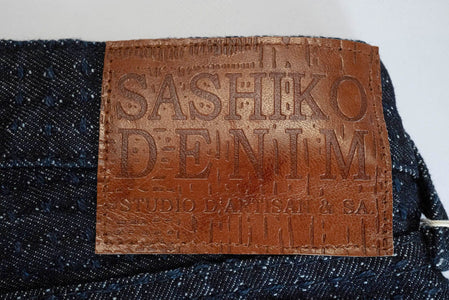 SASHIKO
DENIM
STUDIO D'ARTISAN & SA